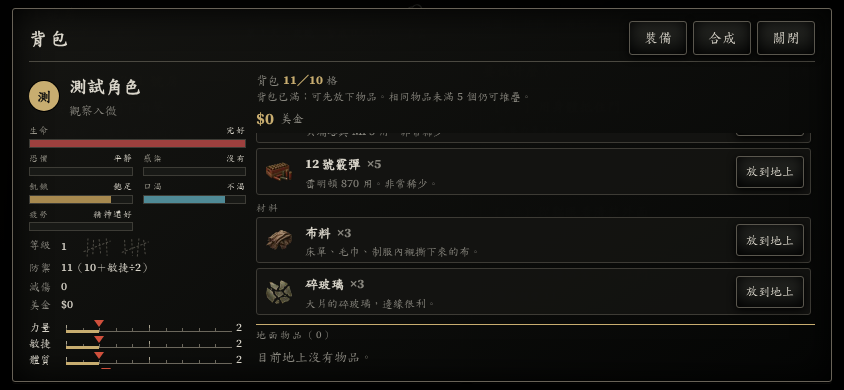 背包
裝備
合成
關閉
測
測試角色
觀察入微
生命 完好
恐懼 平靜
感染 沒有
飢餓 飽足
口渴 不渴
疲勞 精神還好
等級 1
防禦 11（10＋敏捷÷2）
減傷 0
美金 $0
力量 2
敏捷 2
體質 2
背包 11／10 格
背包已滿；可先放下物品。相同物品未滿 5 個仍可堆疊。
$0 美金
12 號霰彈 ×5
雷明頓 870 用。非常稀少。
放到地上
材料
布料 ×3
床單、毛巾、制服內襯撕下來的布。
放到地上
碎玻璃 ×3
大片的碎玻璃，邊緣很利。
放到地上
地面物品（0）
目前地上沒有物品。